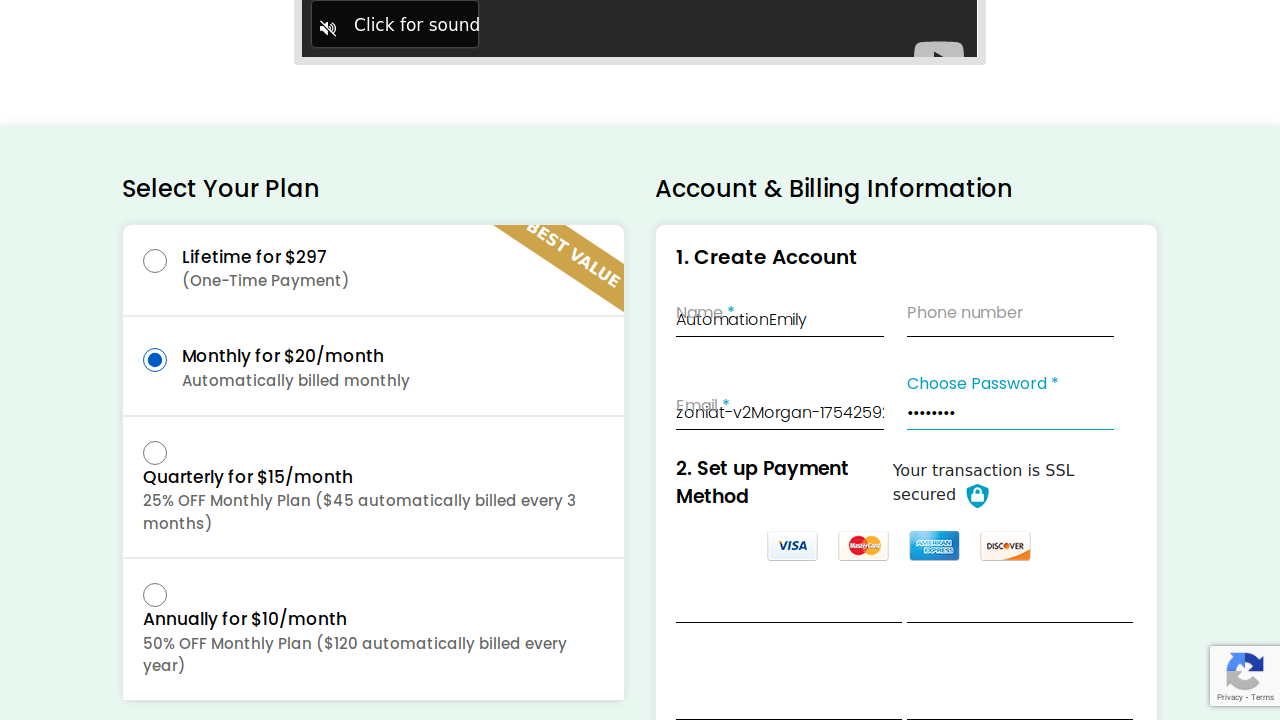 Click for sound
Select Your Plan
BEST VALUE
Lifetime for $297
(One-Time Payment)
Monthly for $20/month
Automatically billed monthly
Quarterly for $15/month
25% OFF Monthly Plan ($45 automatically billed every 3
months)
Annually for $10/month
50% OFF Monthly Plan ($120 automatically billed every
year)
Account & Billing Information
1. Create Account
Name *
AutomationEmily
Phone number
Email *
zoniat-v2Morgan-17542592
Choose Password *
••••••••
2. Set up Payment
Method
Your transaction is SSL
secured
VISA
MasterCard
AMERICAN
EXPRESS
DISCOVER
Privacy - Terms